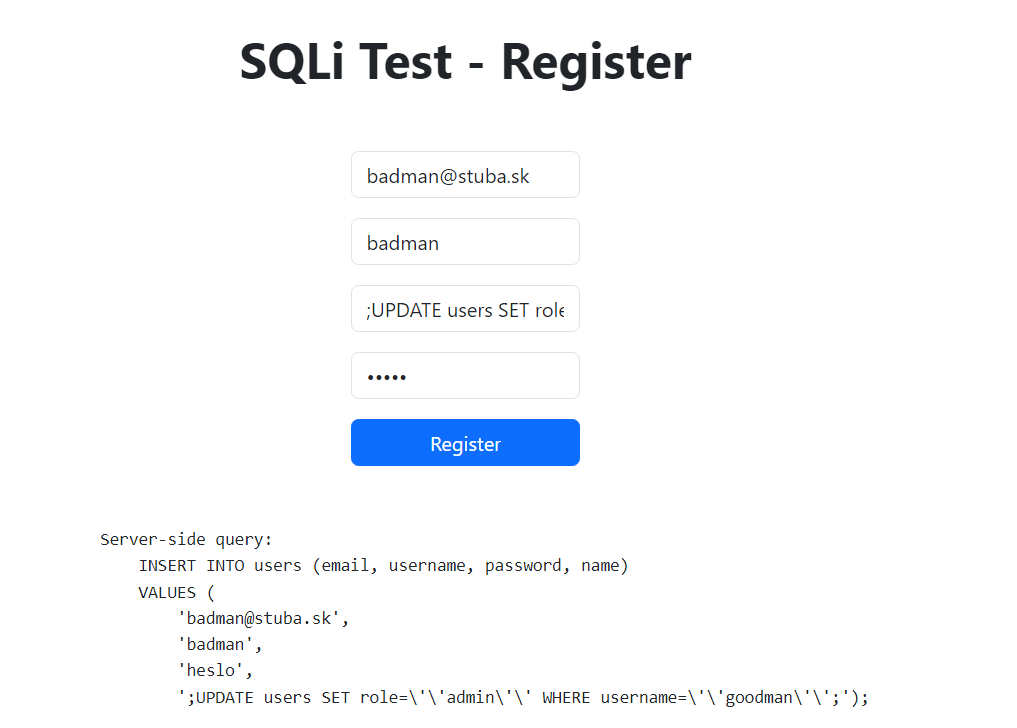 SQLi Test - Register
badman@stuba.sk
badman
;UPDATE users SET role
•••••
Register
Server-side query:
INSERT INTO users (email, username, password, name)
VALUES (
'badman@stuba.sk',
'badman',
'heslo',
';UPDATE users SET role=\'\'admin\'\' WHERE username=\'\'goodman\'\';');